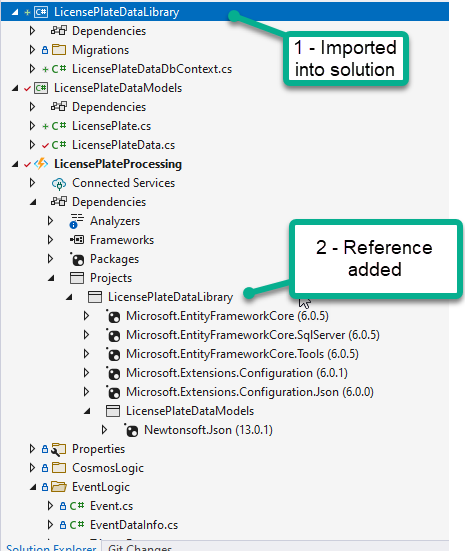 LicensePlateDataLibrary
Dependencies
Migrations
LicensePlateDataDbContext.cs
1 - Imported
into solution
LicensePlateDataModels
Dependencies
LicensePlate.cs
LicensePlateData.cs
LicensePlateProcessing
Connected Services
Dependencies
Analyzers
Frameworks
Packages
Projects
2 - Reference
added
LicensePlateDataLibrary
Microsoft.EntityFrameworkCore (6.0.5)
Microsoft.EntityFrameworkCore.SqlServer (6.0.5)
Microsoft.EntityFrameworkCore.Tools (6.0.5)
Microsoft.Extensions.Configuration (6.0.1)
Microsoft.Extensions.Configuration.Json (6.0.0)
LicensePlateDataModels
Newtonsoft.Json (13.0.1)
Properties
CosmosLogic
EventLogic
C# Event.cs
C# EventDataInfo.cs
Solution Explorer Git Changes